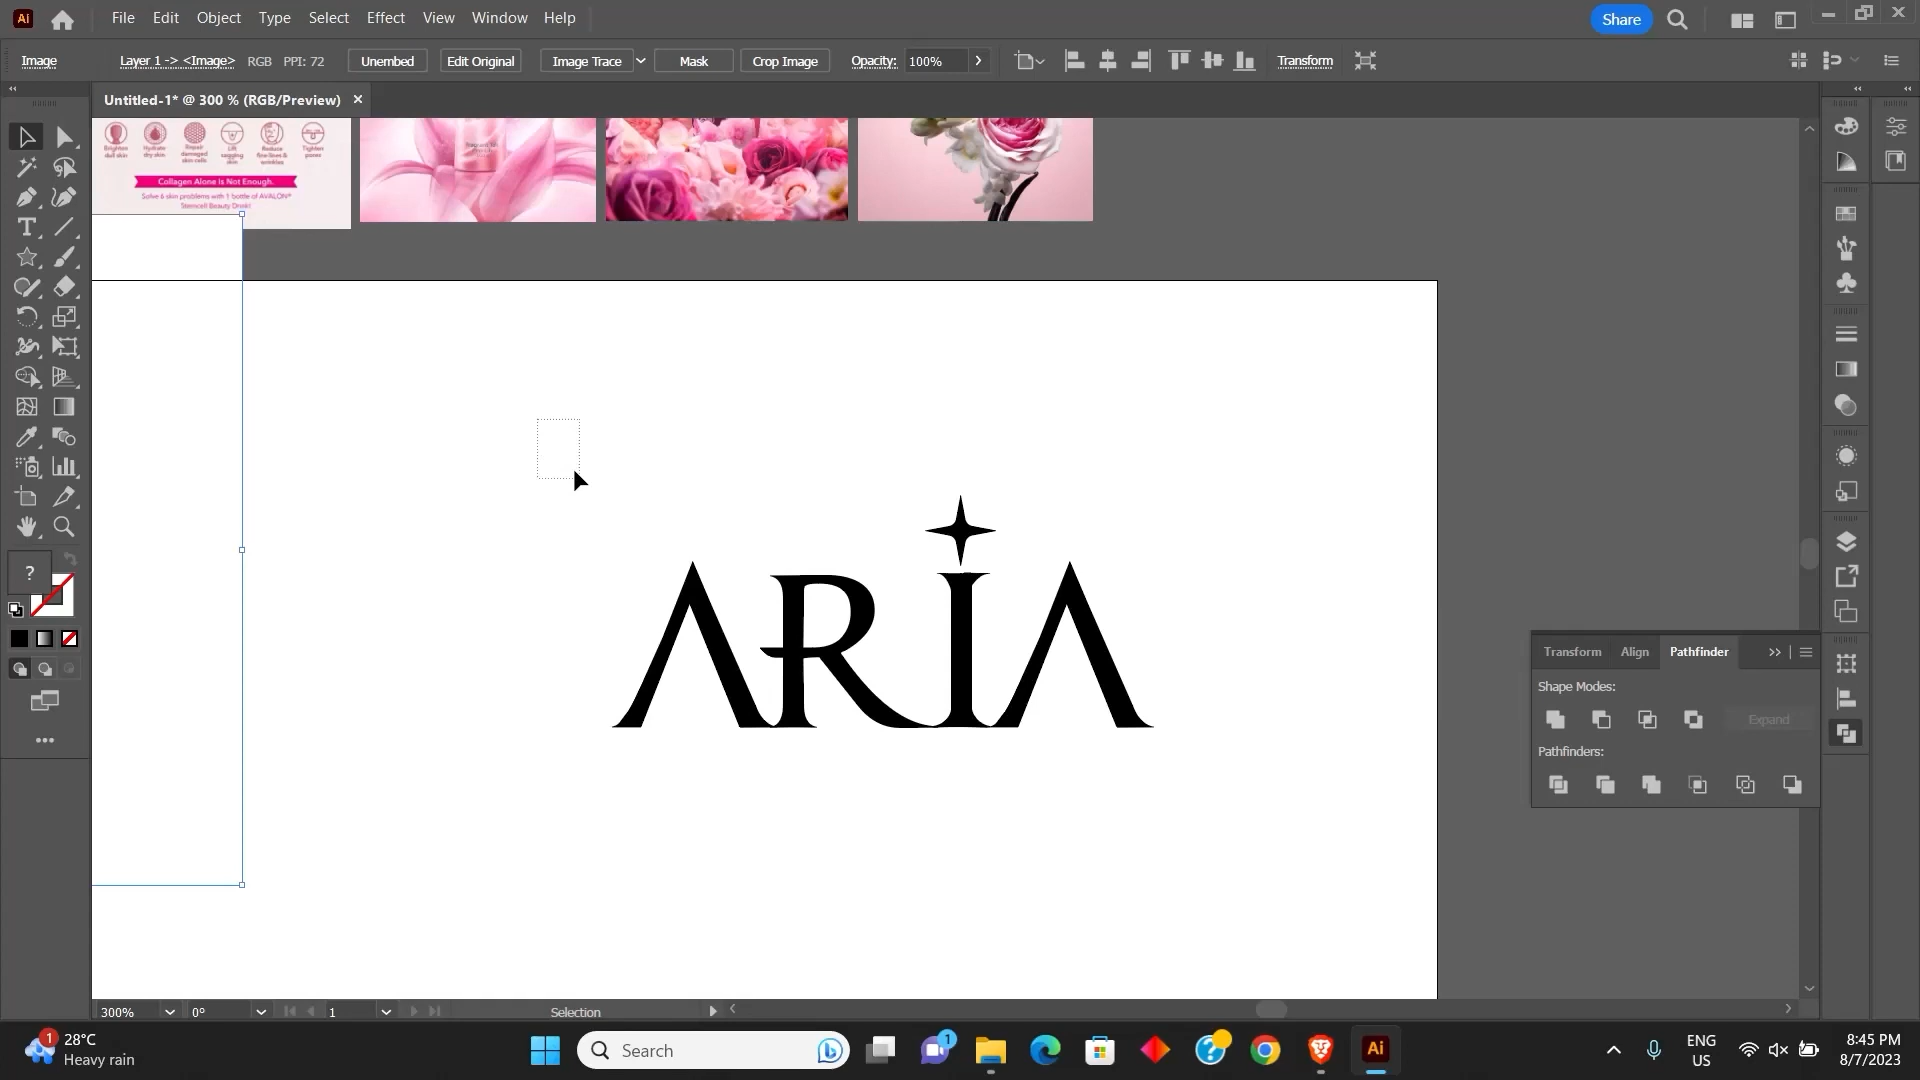 Ai File Edit Object Type Select Effect View Window Help Share
Image Layer 1 -> <Image> RGB PPI: 72 Unembed Edit Original Image Trace Mask Crop Image Opacity: 100% Transform
Untitled-1* @ 300 % (RGB/Preview)
Brighten dull skin
Hydrate dry skin
Repair damaged skin cells
Lift sagging skin
Reduce fine lines & wrinkles
Tighten pores
Collagen Alone Is Not Enough.
Solve 6 skin problems with 1 bottle of AVALON®
Stemcell Beauty Drink!
?
ARIA
Transform Align Pathfinder
Shape Modes:
Expand
Pathfinders:
300% 0° 1 Selection
1
28°C
Heavy rain
Search
1
Ai
ENG
US
8:45 PM
8/7/2023